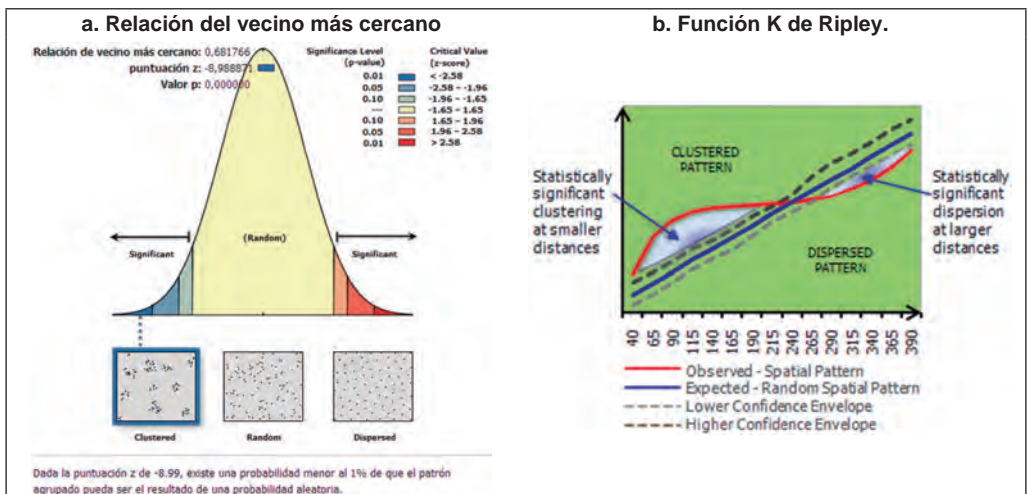 a. Relación del vecino más cercano
Relación de vecino más cercano: 0,681766
puntuación z: -8,988871
Valor p: 0,000000
Significance Level
(p-value)
Critical Value
(z-score)
0.01 < -2.58
0.05 -2.58 - -1.96
0.10 -1.96 - -1.65
--- -1.65 - 1.65
0.10 1.65 - 1.96
0.05 1.96 - 2.58
0.01 > 2.58
Significant
(Random)
Significant
Clustered
Random
Dispersed
Dada la puntuación z de -8.99, existe una probabilidad menor al 1% de que el patrón
agrupado pueda ser el resultado de una probabilidad aleatoria.
b. Función K de Ripley.
CLUSTERED
PATTERN
Statistically
significant
clustering
at smaller
distances
Statistically
significant
dispersion
at larger
distances
DISPERSED
PATTERN
40 65 90 115 140 165 190 215 240 265 290 315 340 365 390
Observed - Spatial Pattern
Expected - Random Spatial Pattern
Lower Confidence Envelope
Higher Confidence Envelope